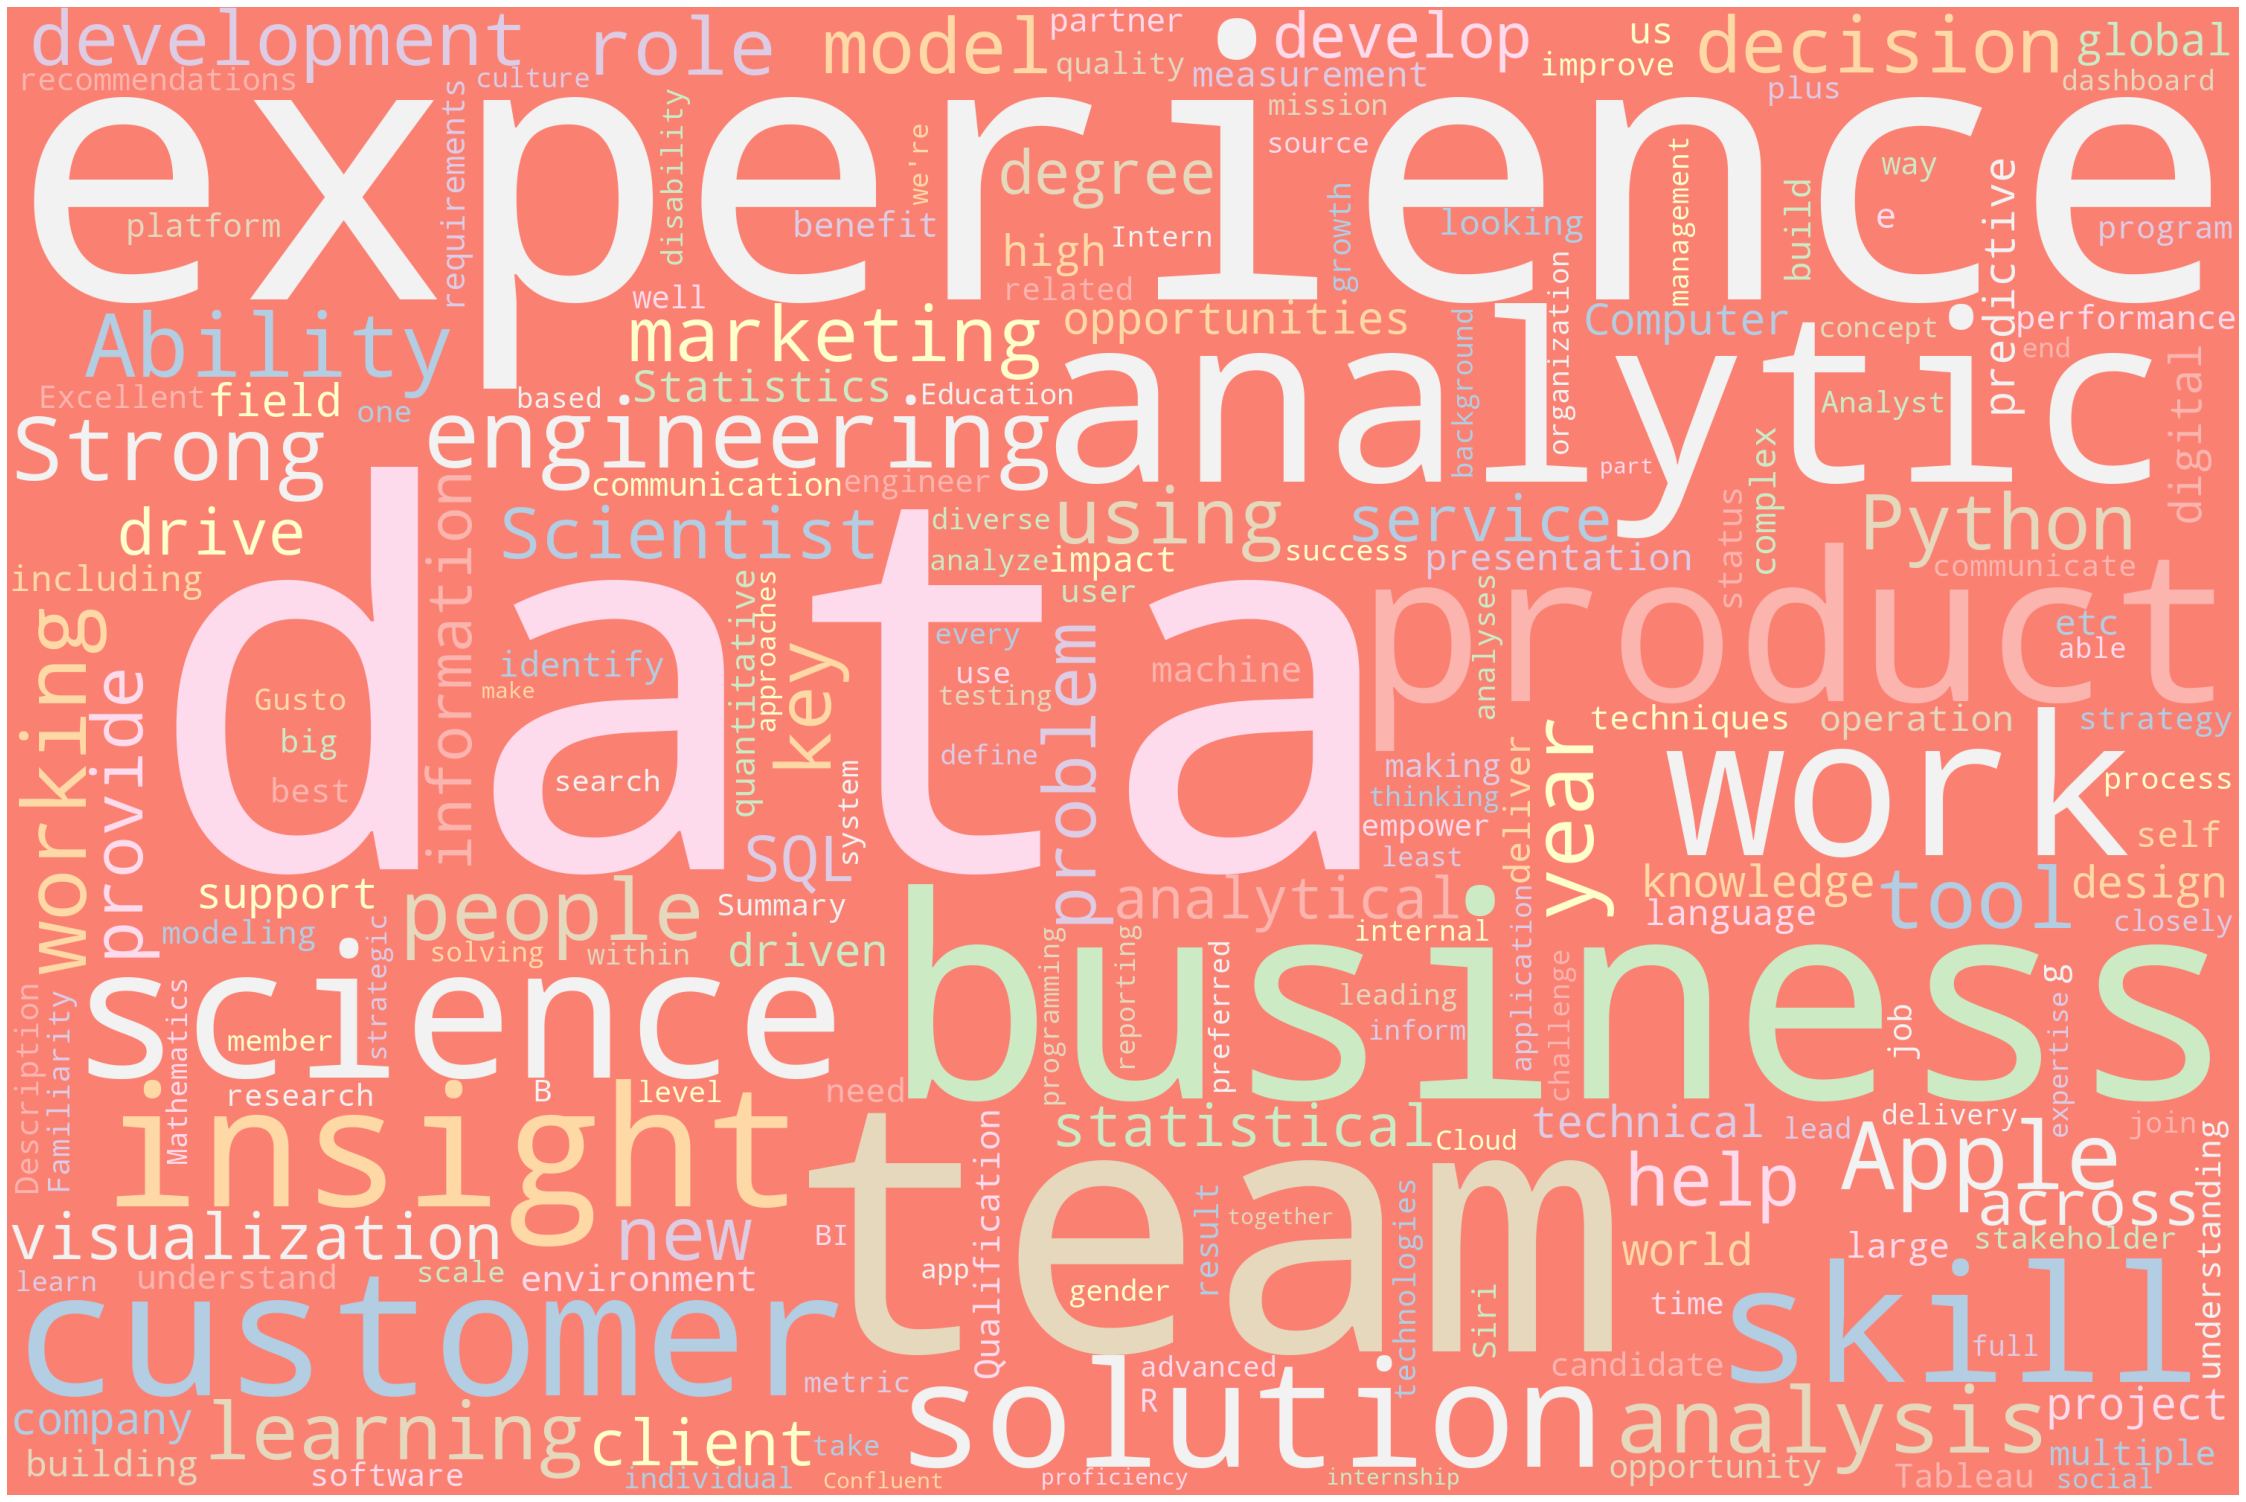 development
role
model
partner
develop
us
decision
global
recommendations
culture
quality
measurement
improve
plus
dashboard
experience
requirements
disability
we're
mission
source
degree
way
platform
benefit
high
Intern
growth
looking
management
build
e
predictive
program
related
well
Ability
marketing
opportunities
analytic
organization
Computer
concept
performance
end
Excellent
field
one
based
Statistics
Education
background
Analyst
digital
Strong
engineering
part
complex
communication
engineer
drive
information
Scientist
diverse
using
service
status
Python
including
analyze
impact
success
presentation
communicate
data
quantitative
approaches
user
analyses
product
working
provide
identify
key
every
problem
machine
etc
able
Gusto
make
use
testing
big
define
year
techniques
operation
strategy
best
search
system
making
thinking
deliver
work
process
empower
least
self
SQL
support
people
Summary
analytical
knowledge
tool
design
language
closely
modeling
strategic
solving
within
driven
business
internal
application
science
programming
reporting
preferred
leading
inform
challenge
job
expertise
g
Description
Familiarity
Mathematics
member
research
B
level
need
insight
statistical
Cloud
technical
lead
delivery
join
team
Qualification
help
Apple
across
understanding
visualization
new
BI
result
together
technologies
world
large
stakeholder
learn
understand
scale
environment
app
gender
Siri
time
skill
full
customer
metric
advanced
R
candidate
solution
company
learning
client
take
analysis
project
building
software
individual
Confluent
proficiency
internship
opportunity
Tableau
multiple
social